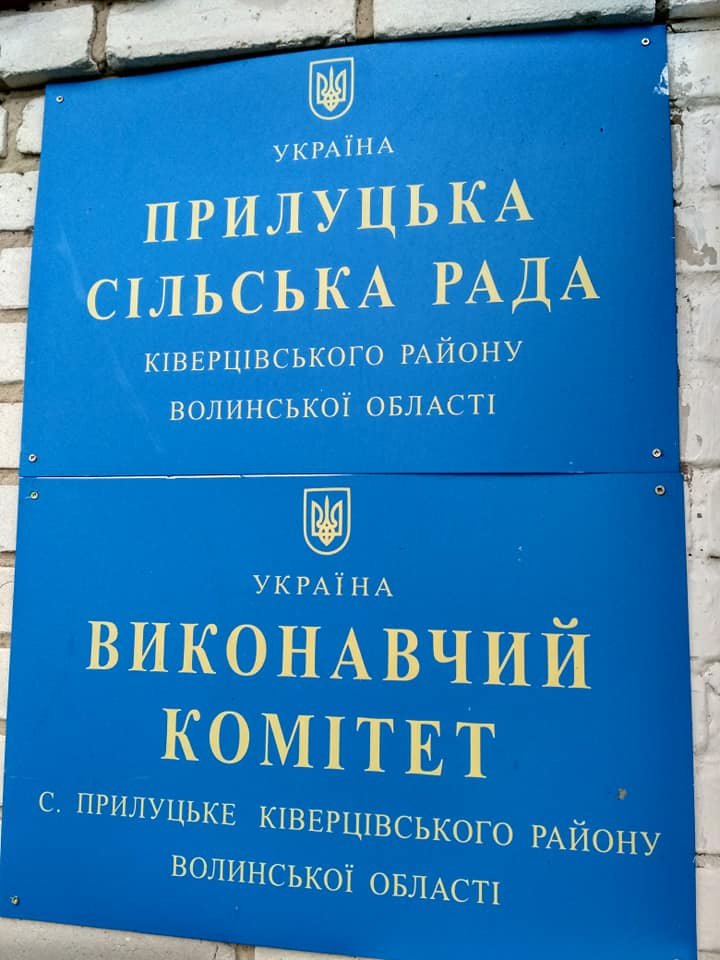 УКРАЇНА
ПРИЛУЦЬКА
СІЛЬСЬКА РАДА
КІВЕРЦІВСЬКОГО РАЙОНУ
ВОЛИНСЬКОЇ ОБЛАСТІ
УКРАЇНА
ВИКОНАВЧИЙ
КОМІТЕТ
С. ПРИЛУЦЬКЕ КІВЕРЦІВСЬКОГО РАЙОНУ
ВОЛИНСЬКОЇ ОБЛАСТІ